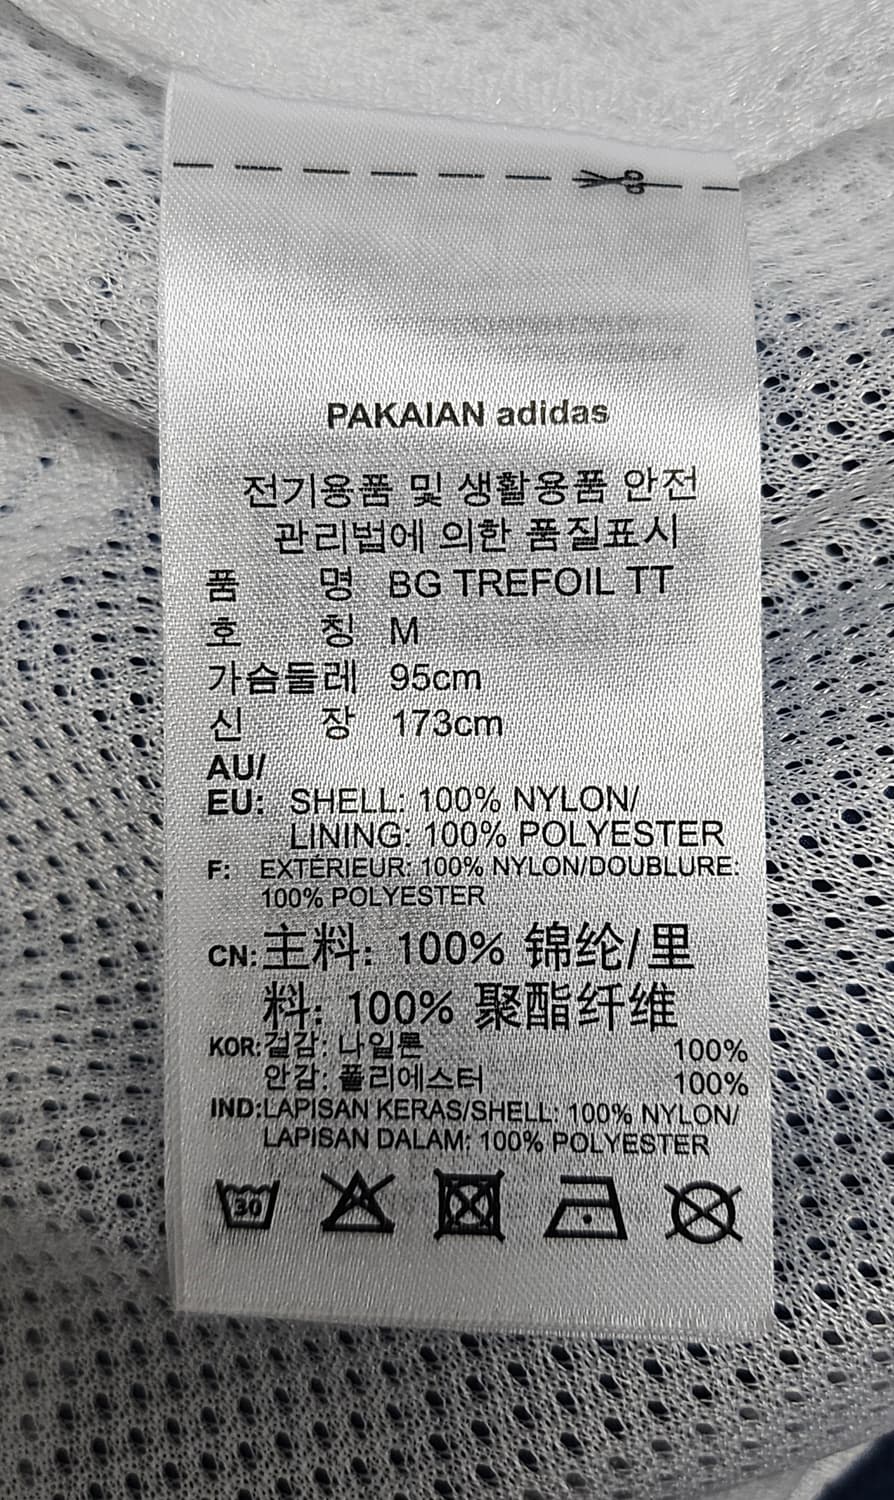 PAKAIAN adidas
전기용품 및 생활용품 안전
관리법에 의한 품질표시
품 명 BG TREFOIL TT
호 칭 M
가슴둘레 95cm
신 장 173cm
AU/
EU: SHELL: 100% NYLON/
LINING: 100% POLYESTER
F: EXTÉRIEUR: 100% NYLON/DOUBLURE:
100% POLYESTER
CN:主料: 100% 锦纶/里
料: 100% 聚酯纤维
KOR:겉감: 나일론 100%
안감: 폴리에스터 100%
IND:LAPISAN KERAS/SHELL: 100% NYLON/
LAPISAN DALAM: 100% POLYESTER
30